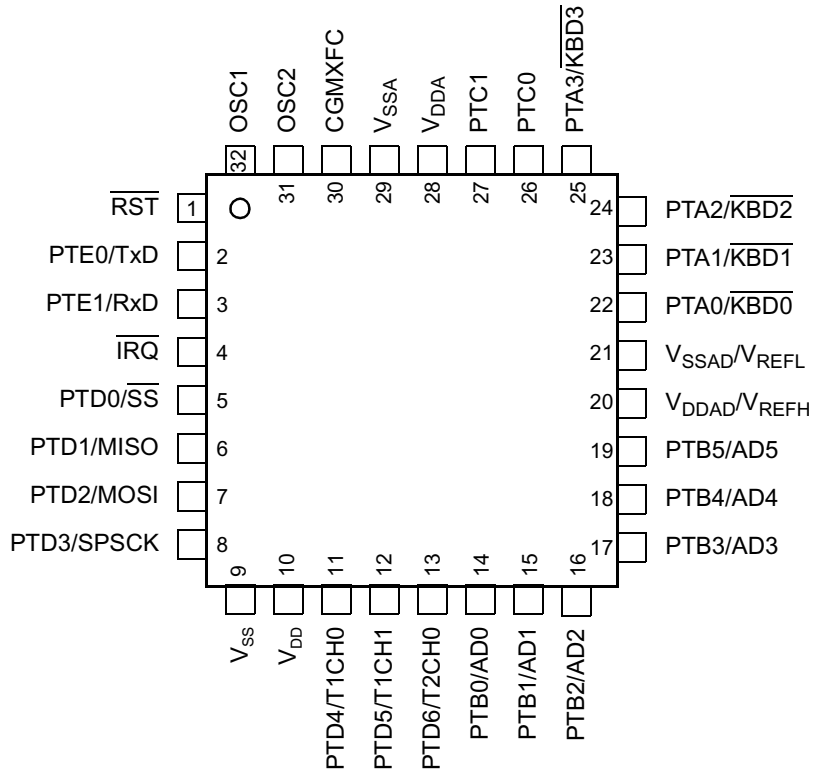 OSC1
OSC2
CGMXFC
VSSA
VDDA
PTC1
PTC0
PTA3/KBD3
32
31
30
29
28
27
26
25
RST 1
24 PTA2/KBD2
PTE0/TxD 2
23 PTA1/KBD1
PTE1/RxD 3
22 PTA0/KBD0
IRQ 4
21 VSSAD/VREFL
PTD0/SS 5
20 VDDAD/VREFH
PTD1/MISO 6
19 PTB5/AD5
PTD2/MOSI 7
18 PTB4/AD4
PTD3/SPSCK 8
17 PTB3/AD3
9
10
11
12
13
14
15
16
VSS
VDD
PTD4/T1CH0
PTD5/T1CH1
PTD6/T2CH0
PTB0/AD0
PTB1/AD1
PTB2/AD2